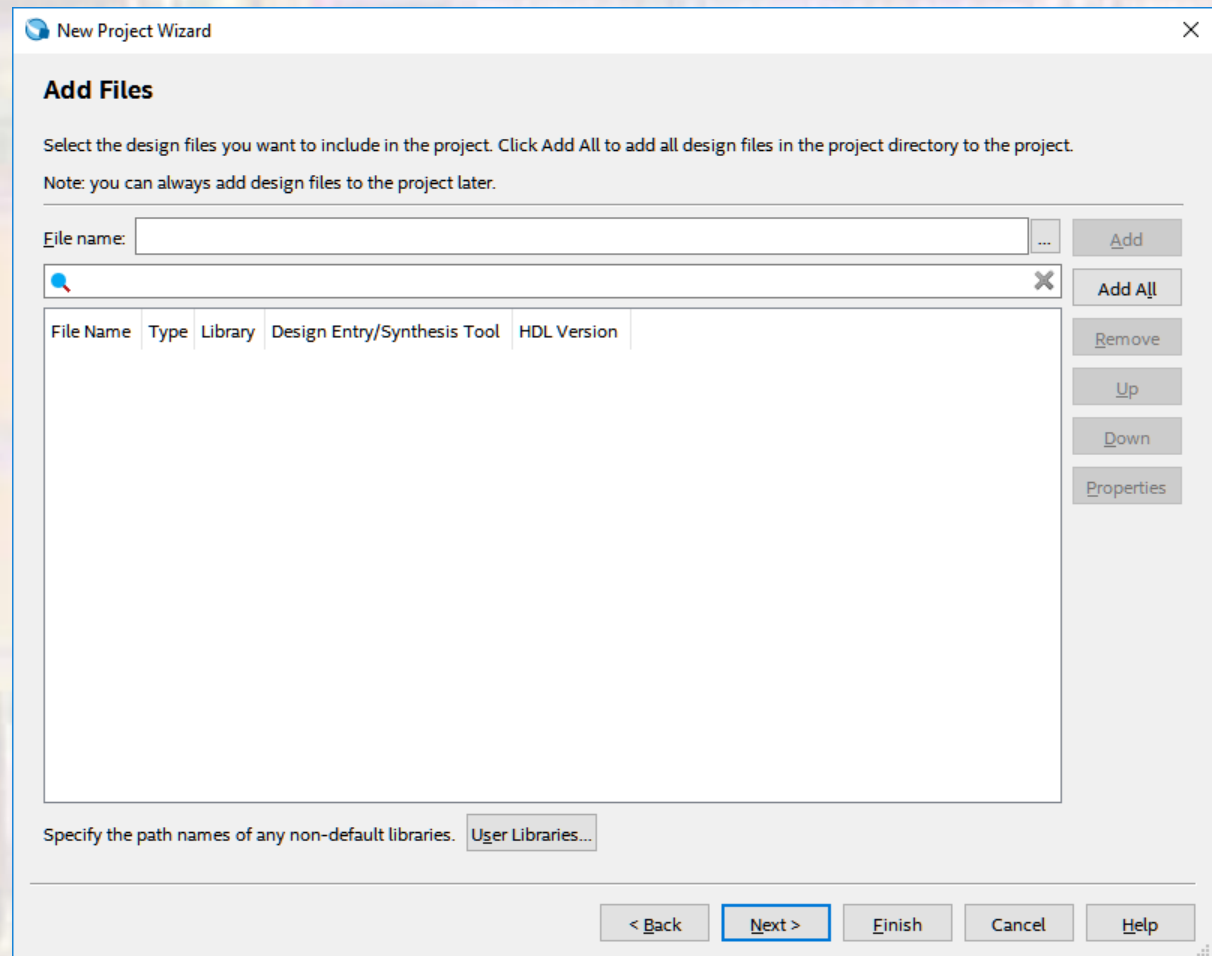 New Project Wizard
Add Files
Select the design files you want to include in the project. Click Add All to add all design files in the project directory to the project.
Note: you can always add design files to the project later.
File name: ... Add
Add All
File Name Type Library Design Entry/Synthesis Tool HDL Version
Remove
Up
Down
Properties
Specify the path names of any non-default libraries. User Libraries...
< Back Next > Finish Cancel Help